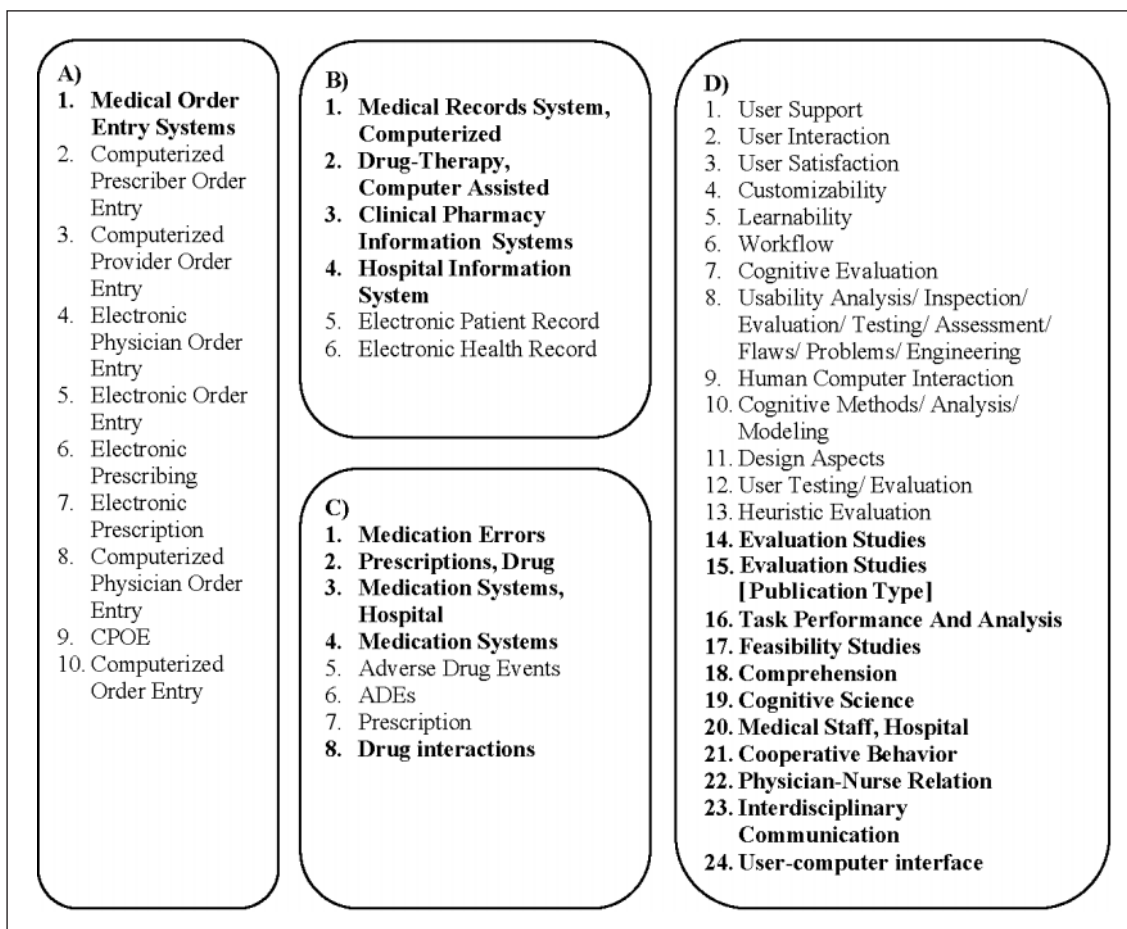 A)
1. Medical Order
Entry Systems
2. Computerized
Prescriber Order
Entry
3. Computerized
Provider Order
Entry
4. Electronic
Physician Order
Entry
5. Electronic Order
Entry
6. Electronic
Prescribing
7. Electronic
Prescription
8. Computerized
Physician Order
Entry
9. CPOE
10. Computerized
Order Entry
B)
1. Medical Records System,
Computerized
2. Drug-Therapy,
Computer Assisted
3. Clinical Pharmacy
Information Systems
4. Hospital Information
System
5. Electronic Patient Record
6. Electronic Health Record
C)
1. Medication Errors
2. Prescriptions, Drug
3. Medication Systems,
Hospital
4. Medication Systems
5. Adverse Drug Events
6. ADEs
7. Prescription
8. Drug interactions
D)
1. User Support
2. User Interaction
3. User Satisfaction
4. Customizability
5. Learnability
6. Workflow
7. Cognitive Evaluation
8. Usability Analysis/ Inspection/
Evaluation/ Testing/ Assessment/
Flaws/ Problems/ Engineering
9. Human Computer Interaction
10. Cognitive Methods/ Analysis/
Modeling
11. Design Aspects
12. User Testing/ Evaluation
13. Heuristic Evaluation
14. Evaluation Studies
15. Evaluation Studies
[Publication Type]
16. Task Performance And Analysis
17. Feasibility Studies
18. Comprehension
19. Cognitive Science
20. Medical Staff, Hospital
21. Cooperative Behavior
22. Physician-Nurse Relation
23. Interdisciplinary
Communication
24. User-computer interface